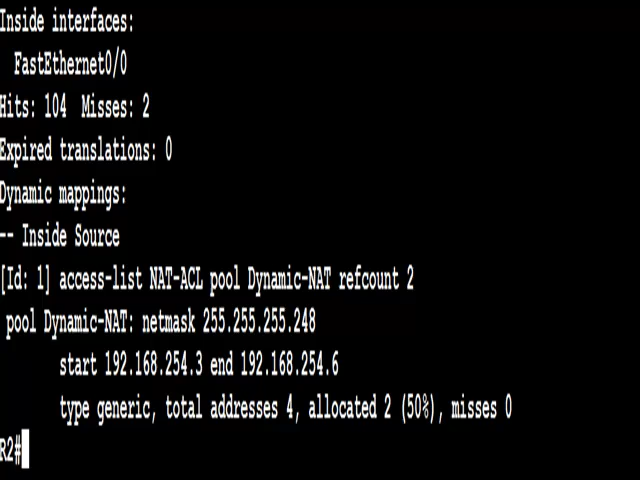 Inside interfaces:
FastEthernet0/0
Hits: 104 Misses: 2
Expired translations: 0
Dynamic mappings:
-- Inside Source
[Id: 1] access-list NAT-ACL pool Dynamic-NAT refcount 2
pool Dynamic-NAT: netmask 255.255.255.248
start 192.168.254.3 end 192.168.254.6
type generic, total addresses 4, allocated 2 (50%), misses 0
R2#